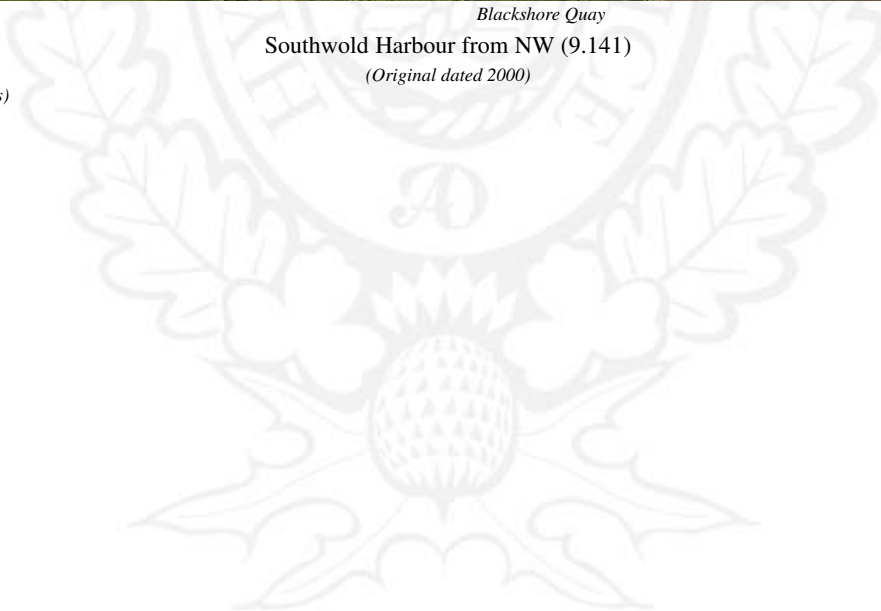 Blackshore Quay
Southwold Harbour from NW (9.141)
(Original dated 2000)
s)